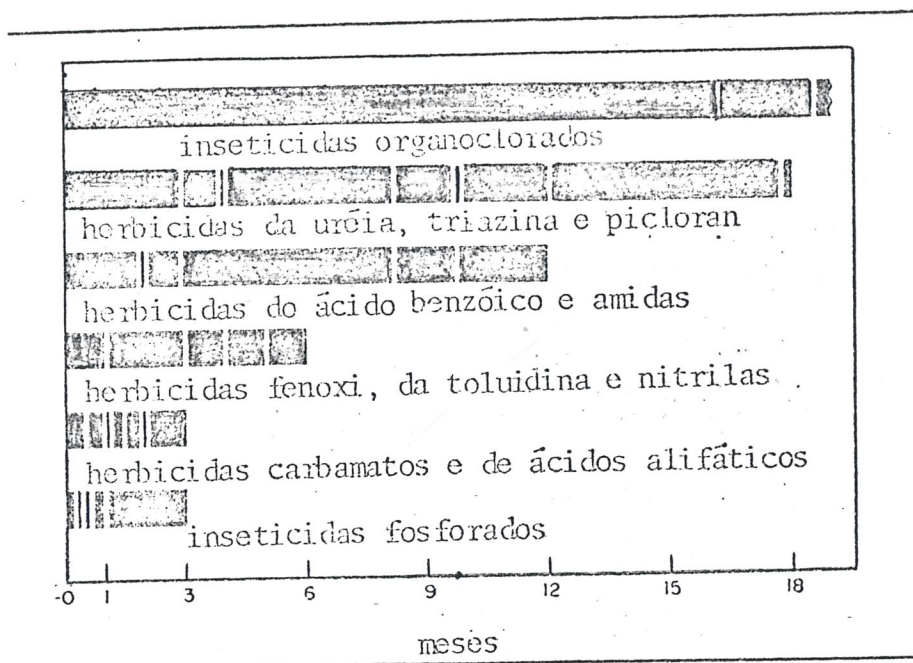 inseticidas organoclorados
herbicidas da uréia, triazina e picloran
herbicidas do ácido benzóico e amidas
herbicidas fenoxi, da toluidina e nitrilas
herbicidas carbamatos e de ácidos alifáticos
inseticidas fosforados
-0 1 3 6 9 12 15 18
meses